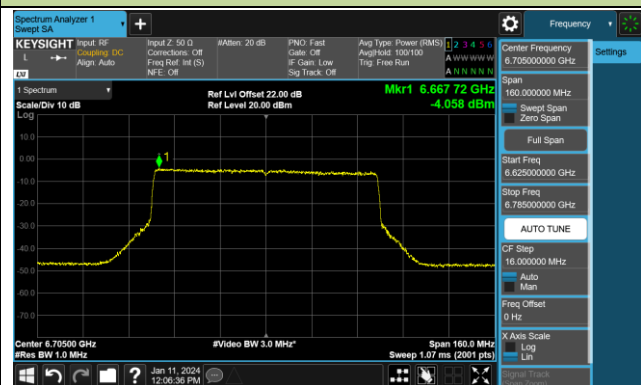 Spectrum Analyzer 1
Swept SA
+
Frequency
KEYSIGHT
L
LXI
Input: RF
Coupling: DC
Align: Auto
Input Z: 50 Ω
Corrections: Off
Freq Ref: Int (S)
NFE: Off
#Atten: 20 dB
PNO: Fast
Gate: Off
IF Gain: Low
Sig Track: Off
Avg Type: Power (RMS)
Avg|Hold: 100/100
Trig: Free Run
1 2 3 4 5 6
A W W W W W
A N N N N N
1 Spectrum
Scale/Div 10 dB
Log
Ref Lvl Offset 22.00 dB
Ref Level 20.00 dBm
Mkr1 6.667 72 GHz
-4.058 dBm
10.0
0.00
-10.0
-20.0
-30.0
-40.0
-50.0
-60.0
-70.0
1
Center 6.70500 GHz
#Res BW 1.0 MHz
#Video BW 3.0 MHz*
Span 160.0 MHz
Sweep 1.07 ms (2001 pts)
Center Frequency
6.705000000 GHz
Span
160.000000 MHz
Swept Span
Zero Span
Full Span
Start Freq
6.625000000 GHz
Stop Freq
6.785000000 GHz
AUTO TUNE
CF Step
16.000000 MHz
Auto
Man
Freq Offset
0 Hz
X Axis Scale
Log
Lin
Signal Track
(Span Zoom)
Settings
?
Jan 11, 2024
12:06:36 PM